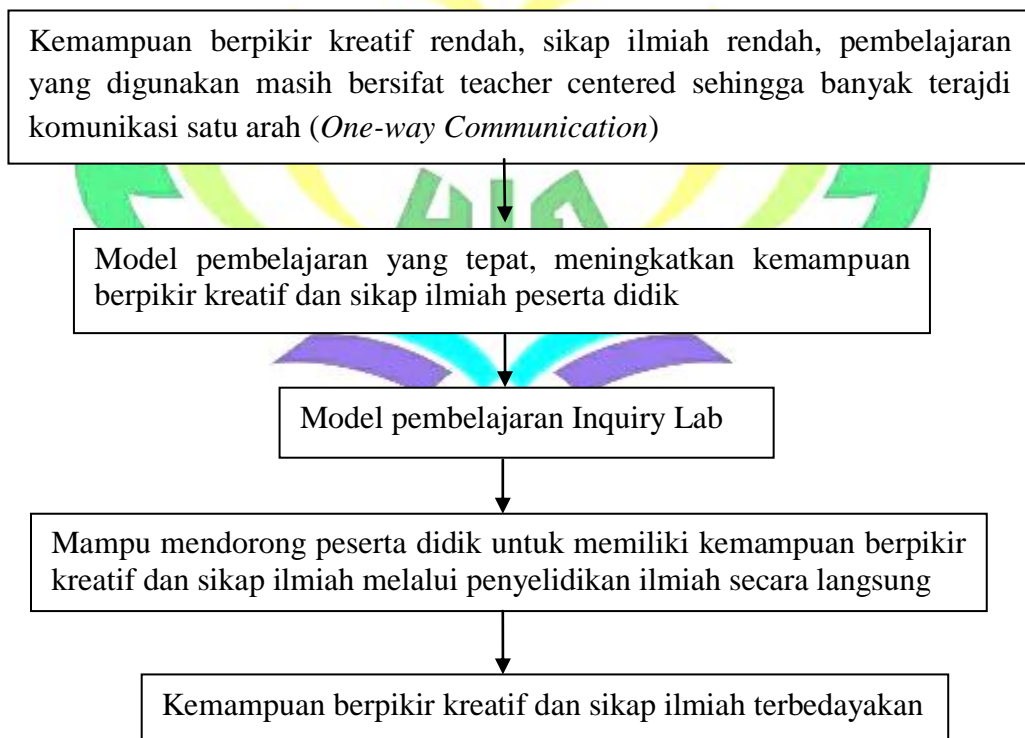 Kemampuan berpikir kreatif rendah, sikap ilmiah rendah, pembelajaran
yang digunakan masih bersifat teacher centered sehingga banyak terajdi
komunikasi satu arah (One-way Communication)
Model pembelajaran yang tepat, meningkatkan kemampuan
berpikir kreatif dan sikap ilmiah peserta didik
Model pembelajaran Inquiry Lab
Mampu mendorong peserta didik untuk memiliki kemampuan berpikir
kreatif dan sikap ilmiah melalui penyelidikan ilmiah secara langsung
Kemampuan berpikir kreatif dan sikap ilmiah terbedayakan